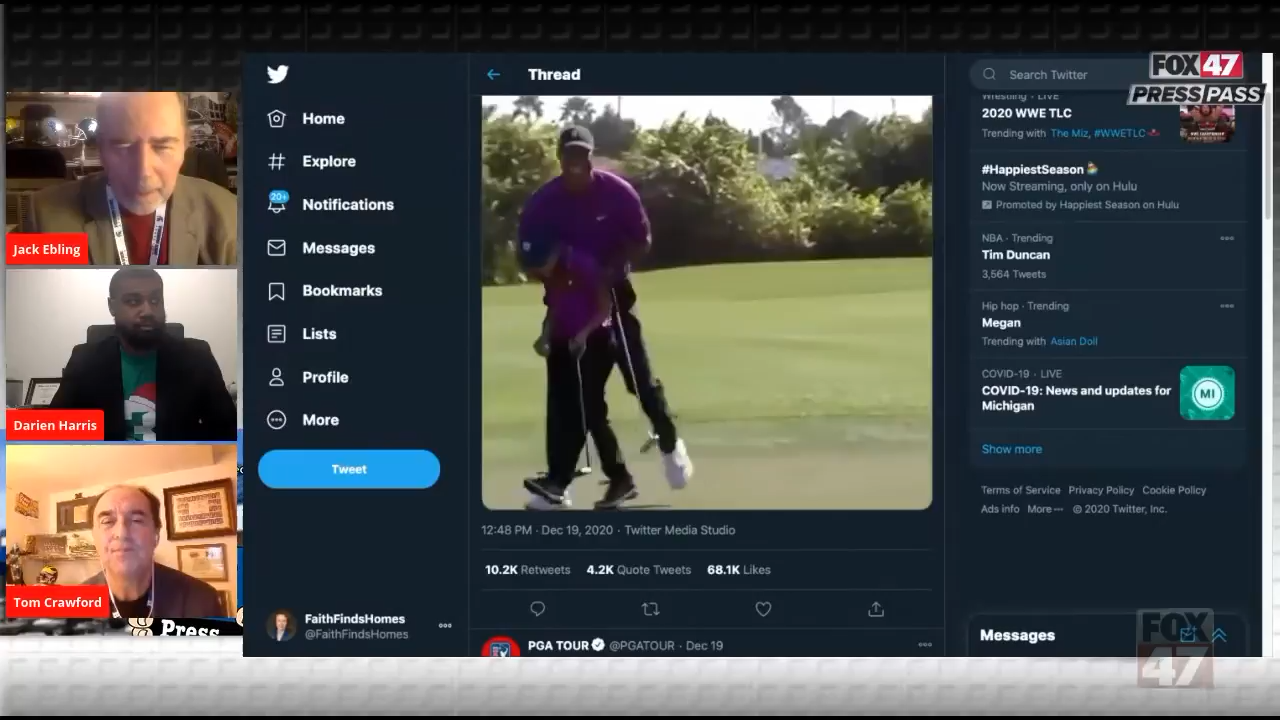 FOX 47
PRESS PASS
Jack Ebling
Darien Harris
Tom Crawford
Press
Home
Explore
20+
Notifications
Messages
Bookmarks
Lists
Profile
More
Tweet
FaithFindsHomes
@FaithFindsHomes
Thread
12:48 PM · Dec 19, 2020 · Twitter Media Studio
10.2K Retweets 4.2K Quote Tweets 68.1K Likes
PGA TOUR @PGATOUR · Dec 19
Search Twitter
Wrestling · LIVE
2020 WWE TLC
Trending with The Miz, #WWETLC
#HappiestSeason
Now Streaming, only on Hulu
Promoted by Happiest Season on Hulu
NBA · Trending
Tim Duncan
3,564 Tweets
Hip hop · Trending
Megan
Trending with Asian Doll
COVID-19 · LIVE
COVID-19: News and updates for
Michigan
MI
Show more
Terms of Service Privacy Policy Cookie Policy
Ads info More ··· © 2020 Twitter, Inc.
Messages
FOX
47